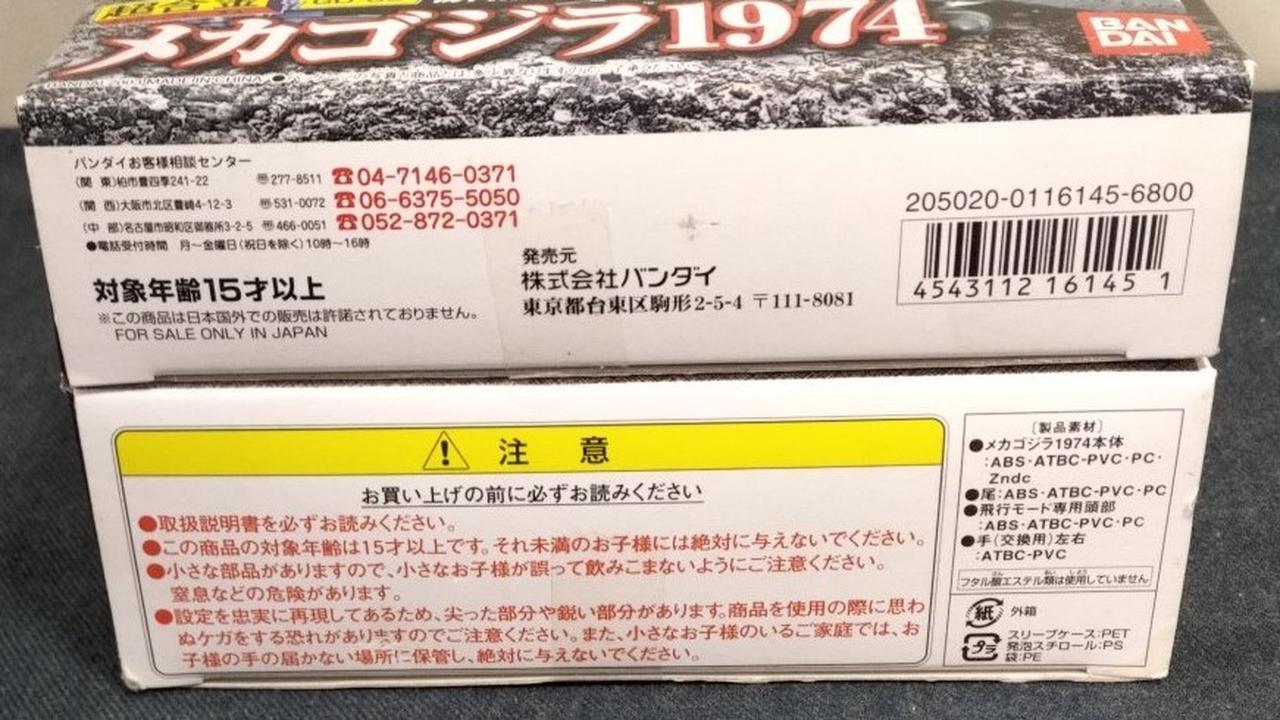 超合金
メカゴジラ1974
BAN
DAI
バンダイお客様相談センター
(関 東)柏市豊四季241-22 〠277-8511 ☎04-7146-0371
(関 西)大阪市北区豊崎4-12-3 〠531-0072 ☎06-6375-5050
(中 部)名古屋市昭和区御器所3-2-5 〠466-0051 ☎052-872-0371
●電話受付時間 月~金曜日(祝日を除く)10時~16時
対象年齢15才以上
※この商品は日本国外での販売は許諾されておりません。
FOR SALE ONLY IN JAPAN
発売元
株式会社バンダイ
東京都台東区駒形2-5-4 〒111-8081
205020-0116145-6800
4543112 16145 1
注 意
お買い上げの前に必ずお読みください
●取扱説明書を必ずお読みください。
●この商品の対象年齢は15才以上です。それ未満のお子様には絶対に与えないでください。
●小さな部品がありますので、小さなお子様が誤って飲みこまないようにご注意ください。
窒息などの危険があります。
●設定を忠実に再現してあるため、尖った部分や鋭い部分があります。商品を使用の際に思わ
ぬケガをする恐れがありますのでご注意ください。また、小さなお子様のいるご家庭では、お
子様の手の届かない場所に保管し、絶対に与えないでください。
〔製品素材〕
●メカゴジラ1974本体
:ABS・ATBC-PVC・PC・
Zndc
●尾:ABS・ATBC-PVC・PC
●飛行モード専用頭部
:ABS・ATBC-PVC・PC
●手(交換用)左右
:ATBC-PVC
フタル酸エステル類は使用していません
紙 外箱
プラ スリーブケース:PET
発泡スチロール:PS
袋:PE